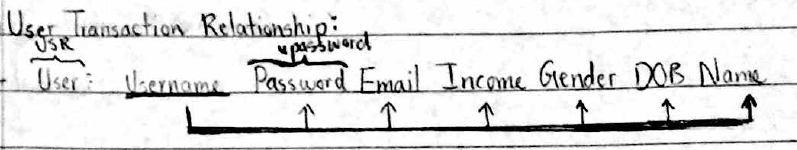 User Transaction Relationship:
USR upassword
User: Username Password Email Income Gender DOB Name